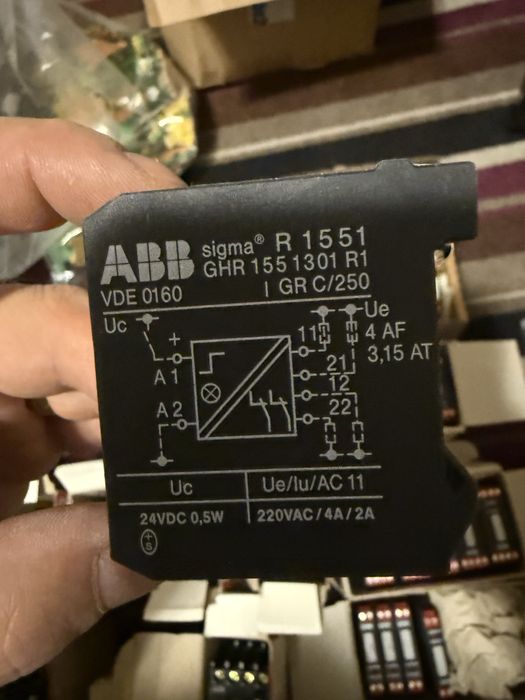 ABB sigma® R 1551
GHR 155 1301 R1
VDE 0160 I GR C/250
Uc Ue
11 4 AF
+ 21 3,15 AT
A 1 12
A 2 22
Uc Ue/Iu/AC 11
24VDC 0,5W 220VAC/4A/2A
+S